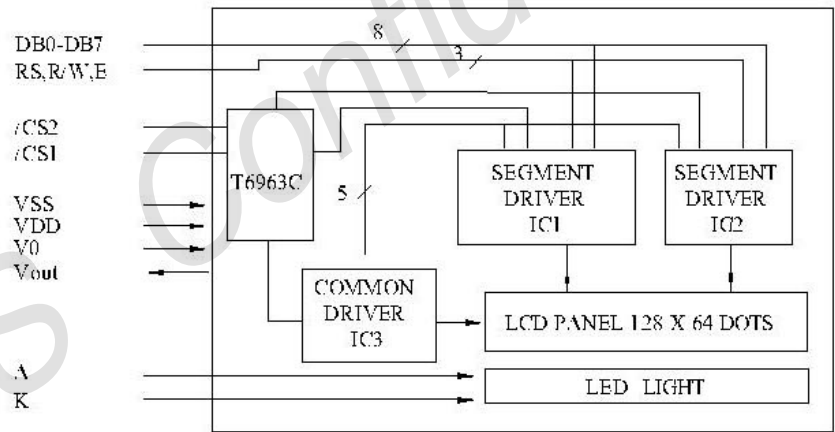 DB0-DB7
RS,R/W,E
/CS2
/CS1
VSS
VDD
V0
Vout
A
K
8
3
5
T6963C
SEGMENT
DRIVER
IC1
SEGMENT
DRIVER
IC2
COMMON
DRIVER
IC3
LCD PANEL 128 X 64 DOTS
LED LIGHT